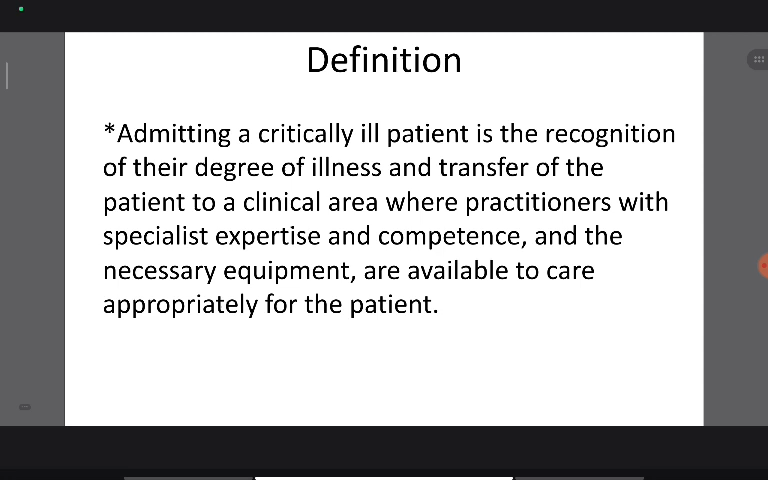 Definition
*Admitting a critically ill patient is the recognition
of their degree of illness and transfer of the
patient to a clinical area where practitioners with
specialist expertise and competence, and the
necessary equipment, are available to care
appropriately for the patient.